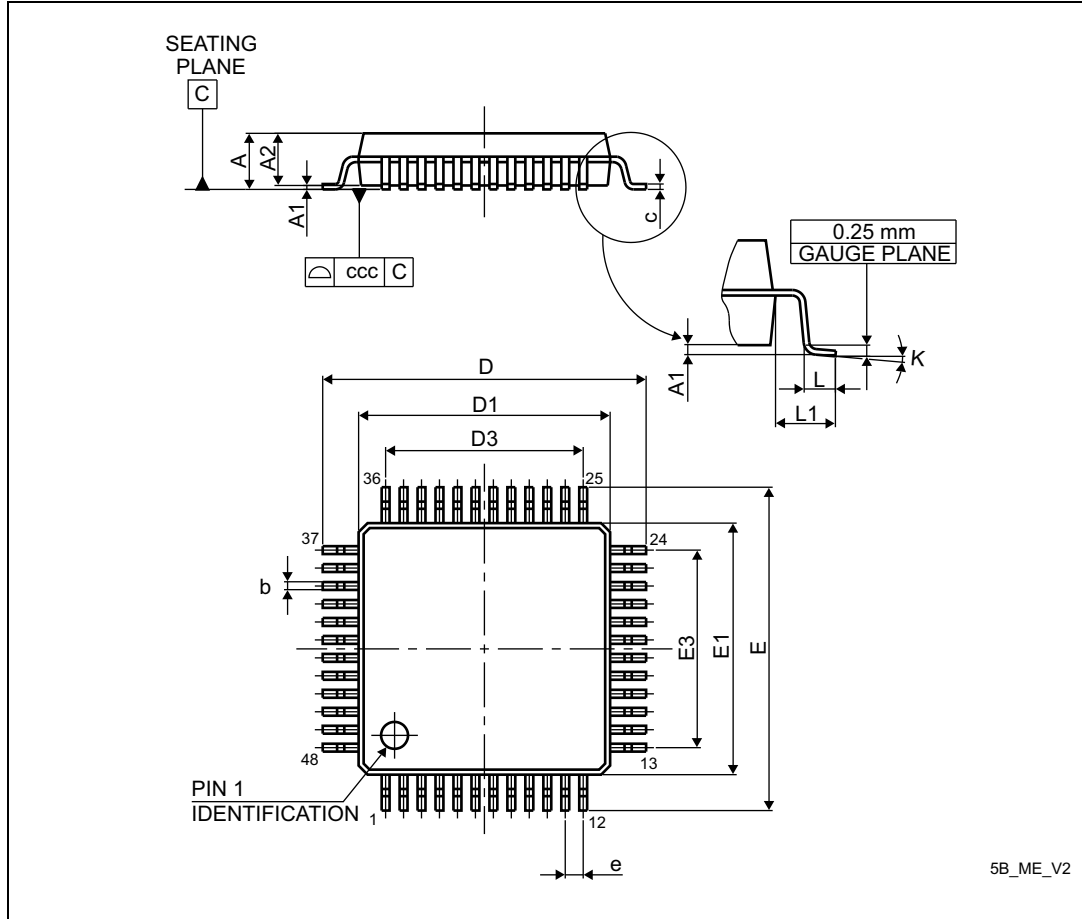 SEATING
PLANE
C
A
A2
A1
c
ccc C
0.25 mm
GAUGE PLANE
A1
K
L
L1
D
D1
D3
36
25
37
24
b
E3
E1
E
48
13
PIN 1
IDENTIFICATION
1
12
e
5B_ME_V2